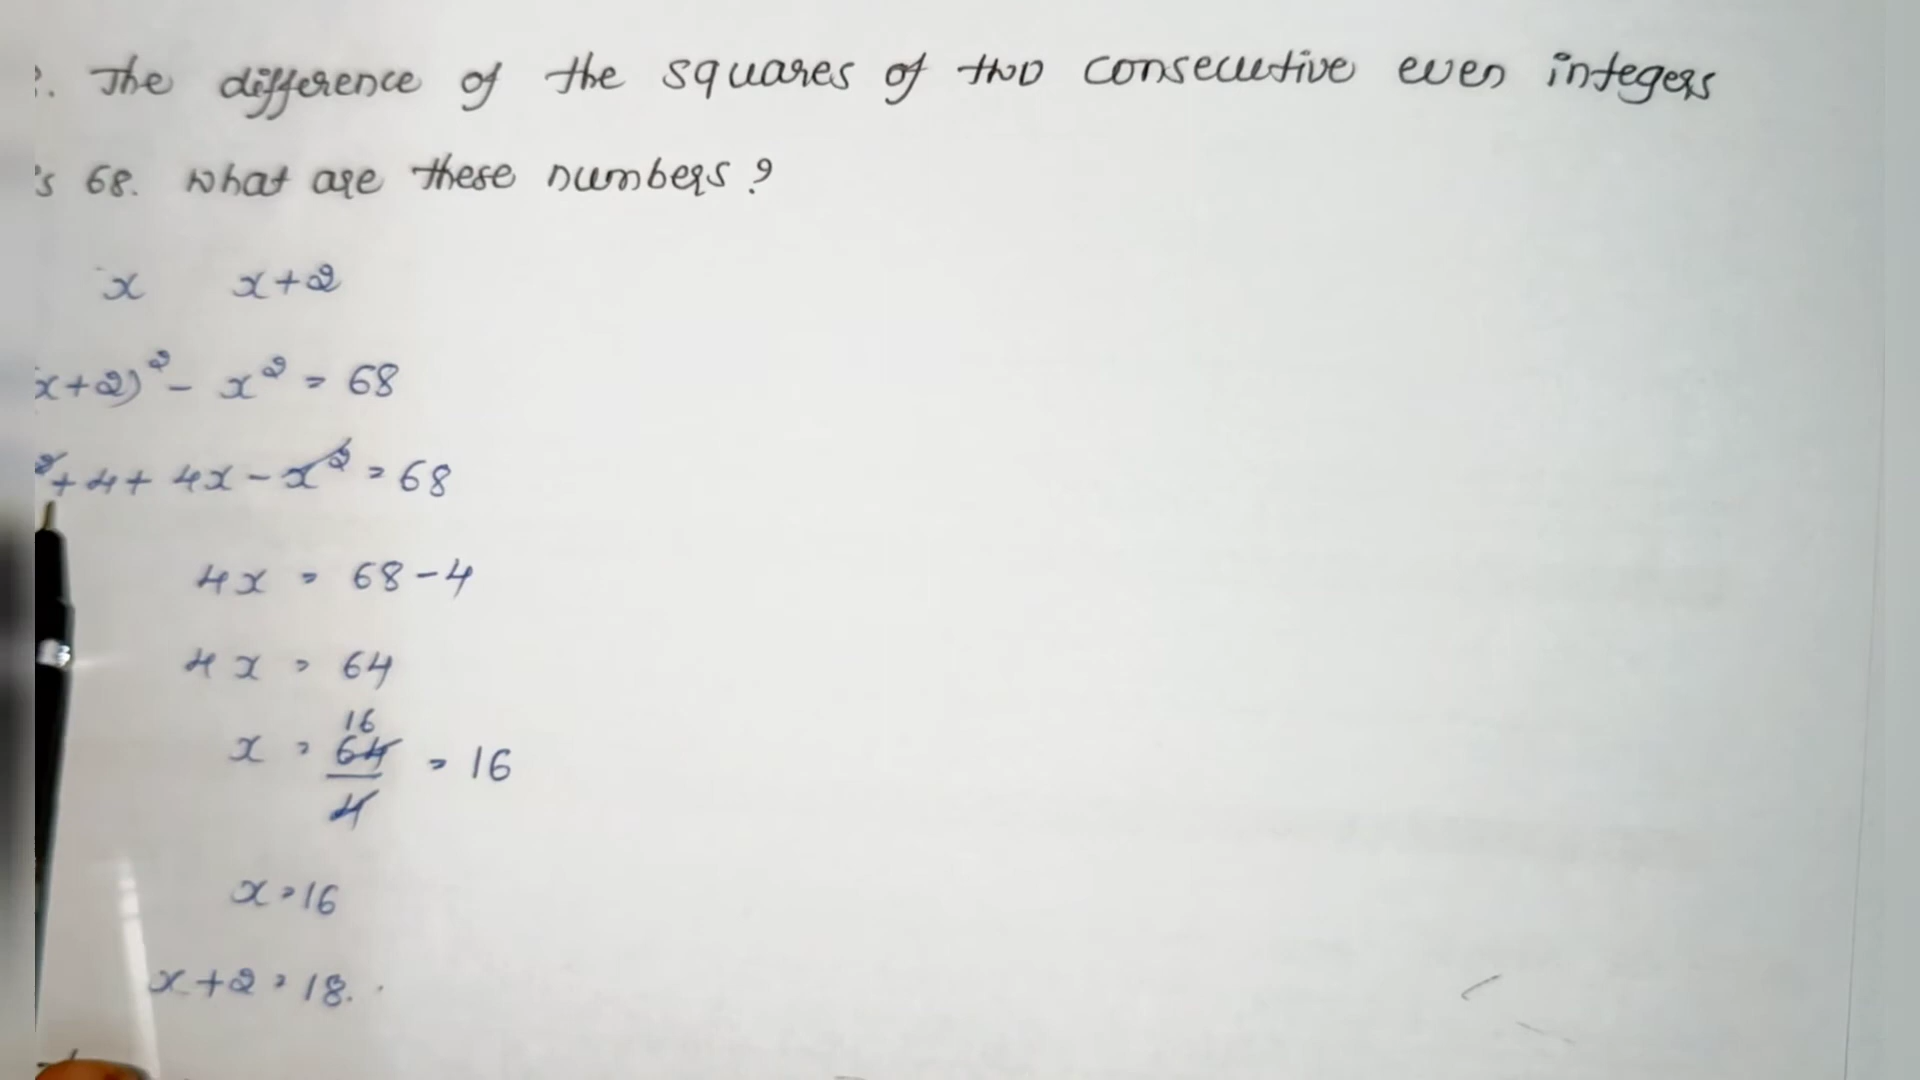 . The difference of the squares of two consecutive even integers
's 68. What are these numbers?
x x+2
x+2)² - x² = 68
²+4+4x-x² = 68
4x = 68-4
4x = 64
16
x = 64/4 = 16
x=16
x+2=18.